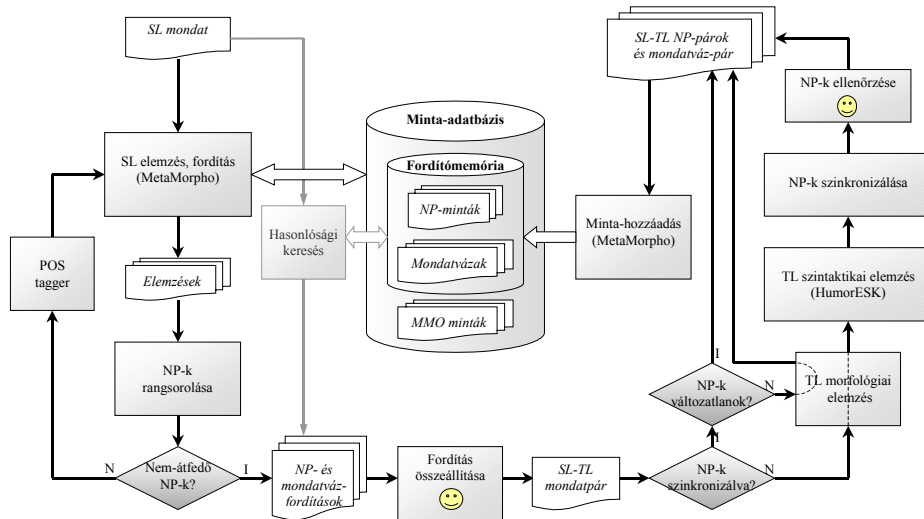 SL mondat
SL elemzés, fordítás
(MetaMorpho)
POS
tagger
Elemzések
NP-k
rangsorolása
N
Nem-átfedő
NP-k?
I
Hasonlósági
keresés
NP- és
mondatváz-
fordítások
Minta-adatbázis
Fordítómemória
NP-minták
Mondatvázak
MMO minták
Fordítás
összeállítása
SL-TL
mondatpár
SL-TL NP-párok
és mondatváz-pár
Minta-hozzáadás
(MetaMorpho)
NP-k ellenőrzése
NP-k szinkronizálása
TL szintaktikai elemzés
(HumorESK)
TL morfológiai
elemzés
I
NP-k
változatlanok?
N
I
NP-k
szinkronizálva?
N